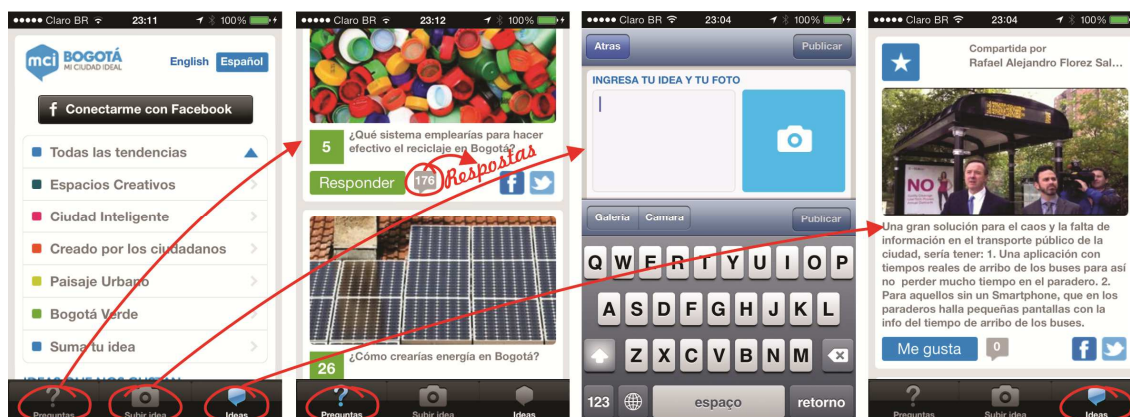 Claro BR 23:11 100%
mci BOGOTÁ
MI CIUDAD IDEAL
English Español
f Conectarme con Facebook
Todas las tendencias
Espacios Creativos
Ciudad Inteligente
Creado por los ciudadanos
Paisaje Urbano
Bogotá Verde
Suma tu idea
IDEAS QUE NOS GUSTAN
Preguntas Subir idea Ideas
Claro BR 23:12 100%
5
¿Qué sistema emplearías para hacer
efectivo el reciclaje en Bogotá?
Responder 176 Respostas f
26
¿Cómo crearías energía en Bogotá?
Preguntas Subir idea Ideas
Claro BR 23:04 100%
Atras Publicar
INGRESA TU IDEA Y TU FOTO
Galeria Camara Publicar
Q W E R T Y U I O P
A S D F G H J K L
Z X C V B N M
123 espaço retorno
Claro BR 23:04 100%
Compartida por
Rafael Alejandro Florez Sal...
NO
Una gran solución para el caos y la falta de
información en el transporte público de la
ciudad, sería tener: 1. Una aplicación con
tiempos reales de arribo de los buses para así
no perder mucho tiempo en el paradero. 2.
Para aquellos sin un Smartphone, que en los
paraderos halla pequeñas pantallas con la
info del tiempo de arribo de los buses.
Me gusta 0 f
Preguntas Subir idea Ideas